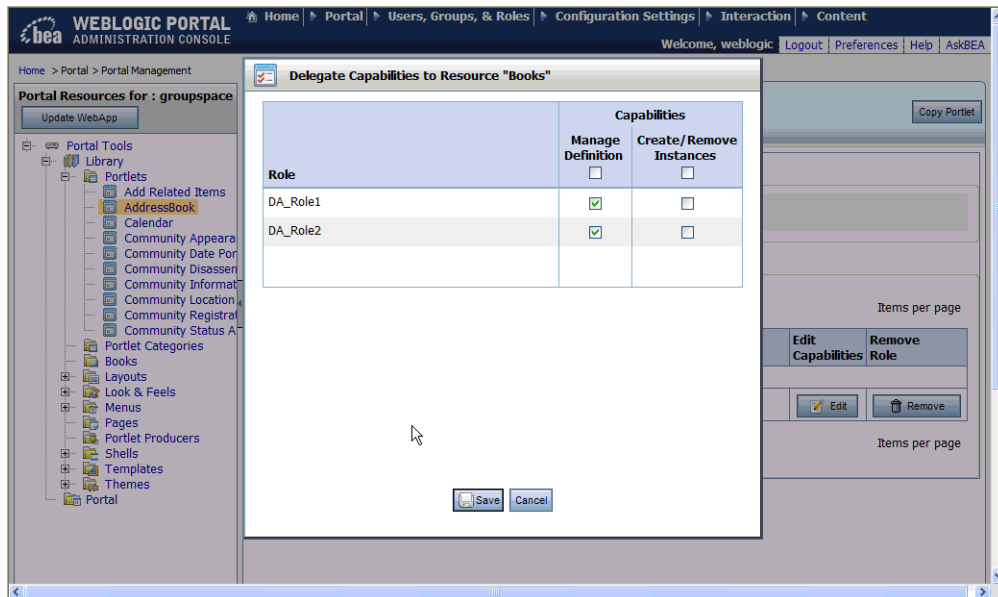 bea WEBLOGIC PORTAL
ADMINISTRATION CONSOLE
Home Portal Users, Groups, & Roles Configuration Settings Interaction Content
Welcome, weblogic Logout Preferences Help AskBEA
Home > Portal > Portal Management
Portal Resources for : groupspace
Update WebApp
Portal Tools
Library
Portlets
Add Related Items
AddressBook
Calendar
Community Appeara
Community Date Por
Community Disassen
Community Informat
Community Location
Community Registrat
Community Status A
Portlet Categories
Books
Layouts
Look & Feels
Menus
Pages
Portlet Producers
Shells
Templates
Themes
Portal
Delegate Capabilities to Resource "Books"
Capabilities
Role
Manage Definition
Create/Remove Instances
DA_Role1
DA_Role2
Save Cancel
Copy Portlet
Items per page
Edit Capabilities
Remove Role
Edit Remove
Items per page